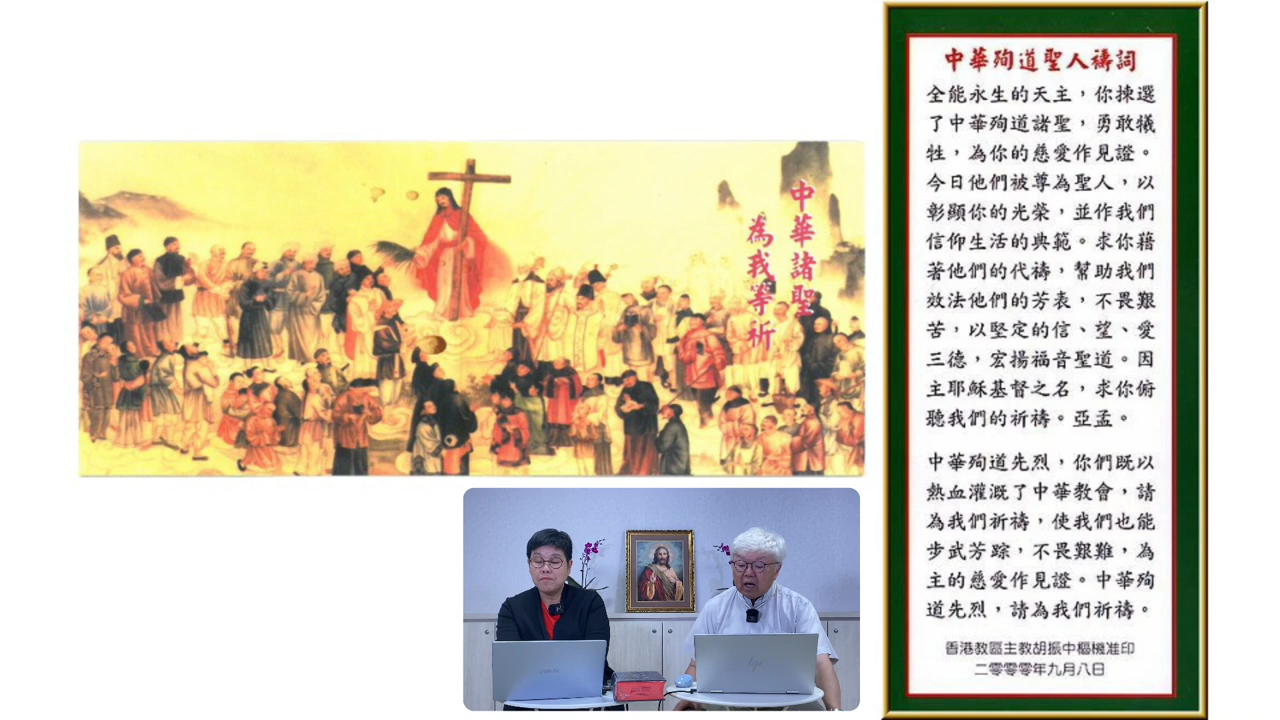 中華諸聖
為我等祈
中華殉道聖人禱詞
全能永生的天主，你揀選
了中華殉道諸聖，勇敢犧
牲，為你的慈愛作見證。
今日他們被尊為聖人，以
彰顯你的光榮，並作我們
信仰生活的典範。求你藉
著他們的代禱，幫助我們
效法他們的芳表，不畏艱
苦，以堅定的信、望、愛
三德，宏揚福音聖道。因
主耶穌基督之名，求你俯
聽我們的祈禱。亞孟。
中華殉道先烈，你們既以
熱血灌溉了中華教會，請
為我們祈禱，使我們也能
步武芳踪，不畏艱難，為
主的慈愛作見證。中華殉
道先烈，請為我們祈禱。
香港教區主教胡振中樞機准印
二零零零年九月八日